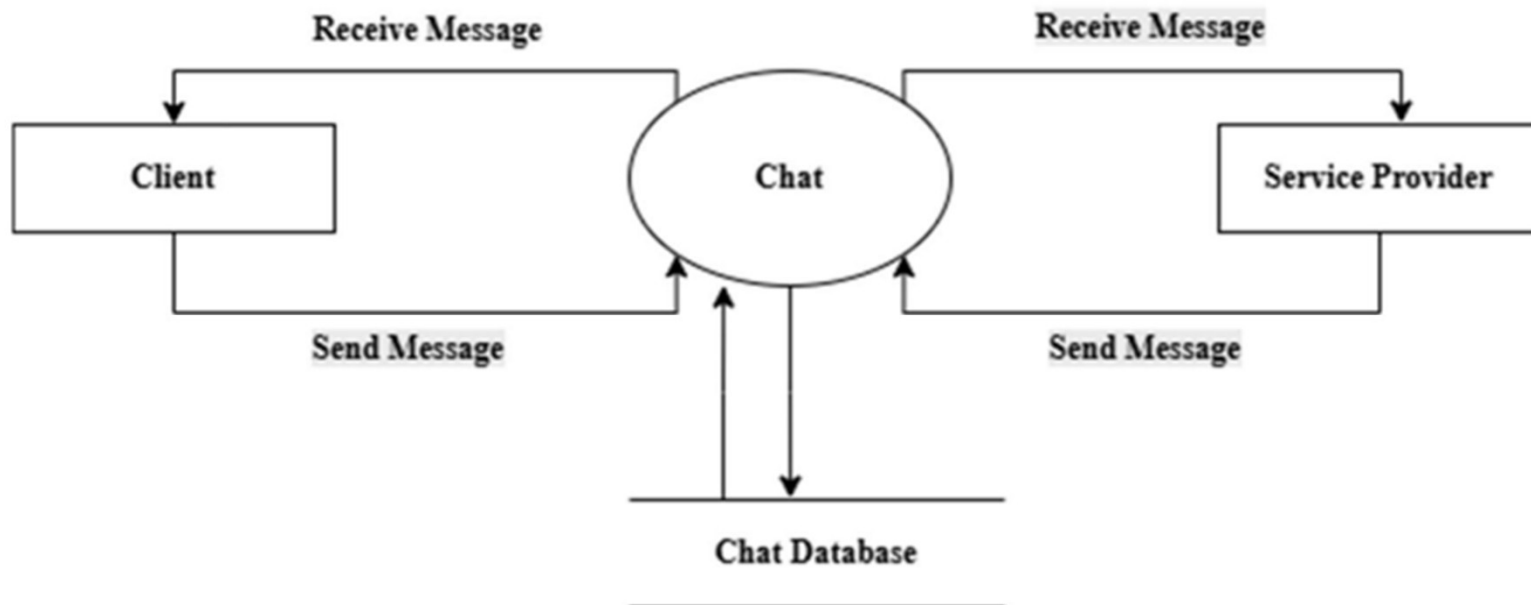 Receive Message
Receive Message
Client
Chat
Service Provider
Send Message
Send Message
Chat Database